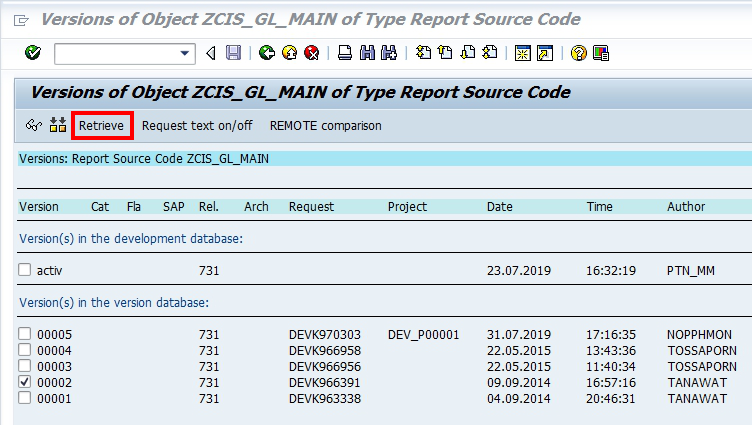 Versions of Object ZCIS_GL_MAIN of Type Report Source Code
Versions of Object ZCIS_GL_MAIN of Type Report Source Code
Retrieve Request text on/off REMOTE comparison
Versions: Report Source Code ZCIS_GL_MAIN
Version Cat Fla SAP Rel. Arch Request Project Date Time Author
Version(s) in the development database:
activ 731 23.07.2019 16:32:19 PTN_MM
Version(s) in the version database:
00005 731 DEVK970303 DEV_P00001 31.07.2019 17:16:35 NOPPHMON
00004 731 DEVK966958 22.05.2015 13:43:36 TOSSAPORN
00003 731 DEVK966956 22.05.2015 11:40:34 TOSSAPORN
00002 731 DEVK966391 09.09.2014 16:57:16 TANAWAT
00001 731 DEVK963338 04.09.2014 20:46:31 TANAWAT